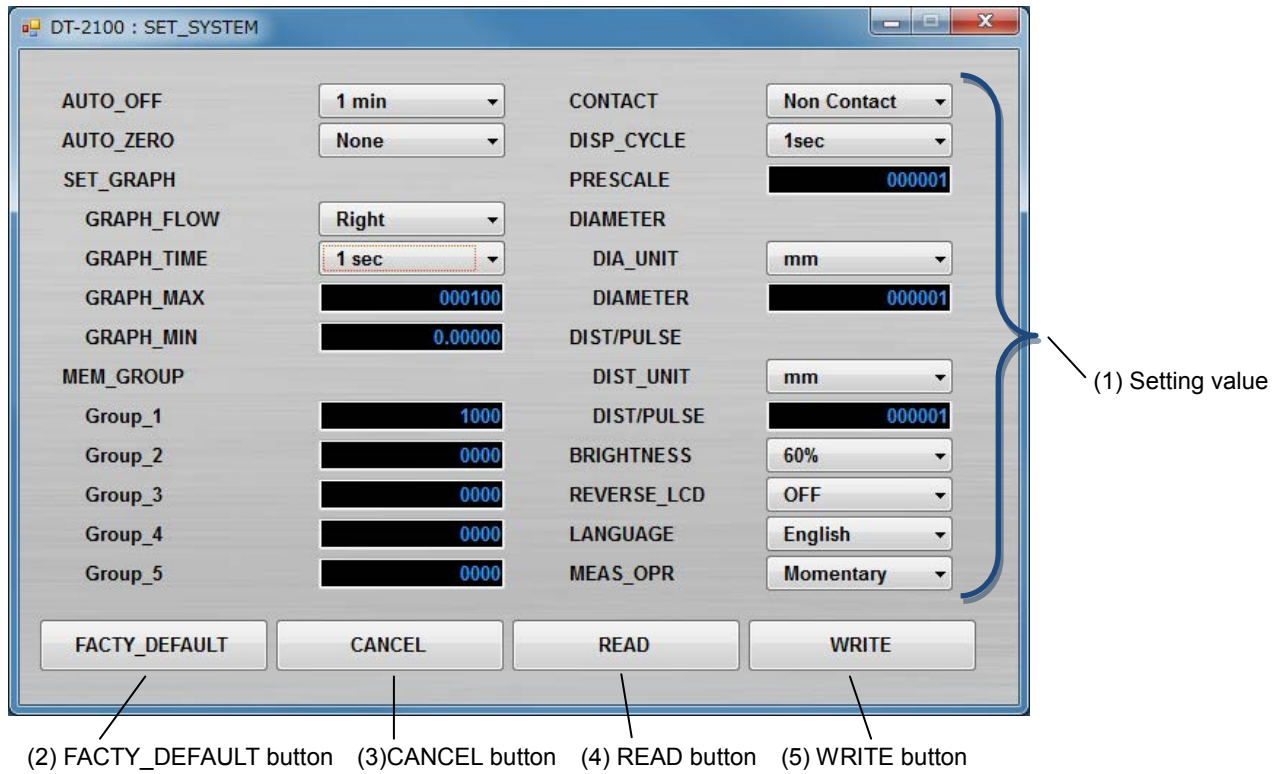 DT-2100 : SET_SYSTEM
AUTO_OFF 1 min CONTACT Non Contact
AUTO_ZERO None DISP_CYCLE 1sec
SET_GRAPH PRESCALE 000001
GRAPH_FLOW Right DIAMETER
GRAPH_TIME 1 sec DIA_UNIT mm
GRAPH_MAX 000100 DIAMETER 000001
GRAPH_MIN 0.00000 DIST/PULSE
MEM_GROUP DIST_UNIT mm
Group_1 1000 DIST/PULSE 000001
Group_2 0000 BRIGHTNESS 60%
Group_3 0000 REVERSE_LCD OFF
Group_4 0000 LANGUAGE English
Group_5 0000 MEAS_OPR Momentary
(1) Setting value
FACTY_DEFAULT CANCEL READ WRITE
(2) FACTY_DEFAULT button (3)CANCEL button (4) READ button (5) WRITE button